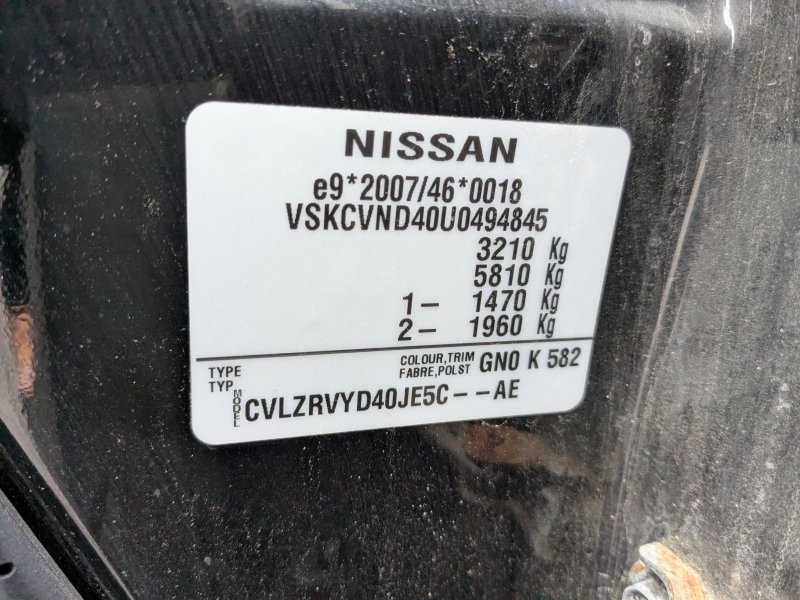 NISSAN
e9*2007/46*0018
VSKCVND40U0494845
3210 Kg
5810 Kg
1- 1470 Kg
2- 1960 Kg
TYPE
TYP
COLOUR,TRIM
FABRE,POLST
GN0 K 582
MODEL
CVLZRVYD40JE5C--AE